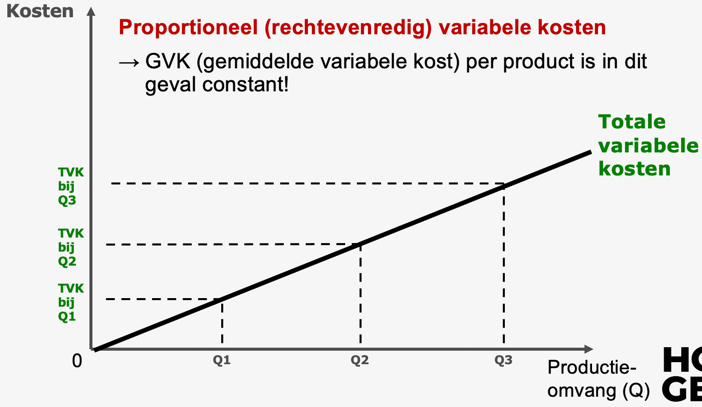 Kosten
Proportioneel (rechtevenredig) variabele kosten
→ GVK (gemiddelde variabele kost) per product is in dit
geval constant!
Totale
variabele
kosten
TVK
bij
Q3
TVK
bij
Q2
TVK
bij
Q1
0
Q1
Q2
Q3
Productie-
omvang (Q)